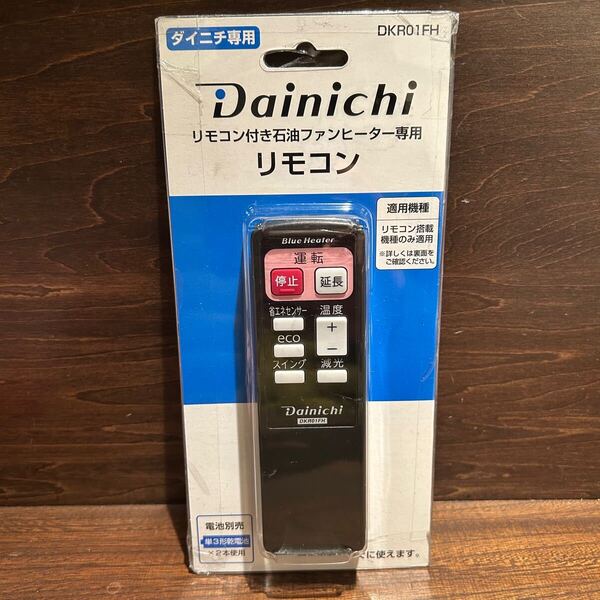 ダイニチ専用
DKR01FH
Dainichi
リモコン付き石油ファンヒーター専用
リモコン
適用機種
リモコン搭載
機種のみ適用
※詳しくは裏面を
ご確認ください。
Blue Heater
運転
停止
延長
省エネセンサー
温度
+
eco
−
スイング
減光
Dainichi
DKR01FH
電池別売
単3形乾電池
×2本使用
に使えます。